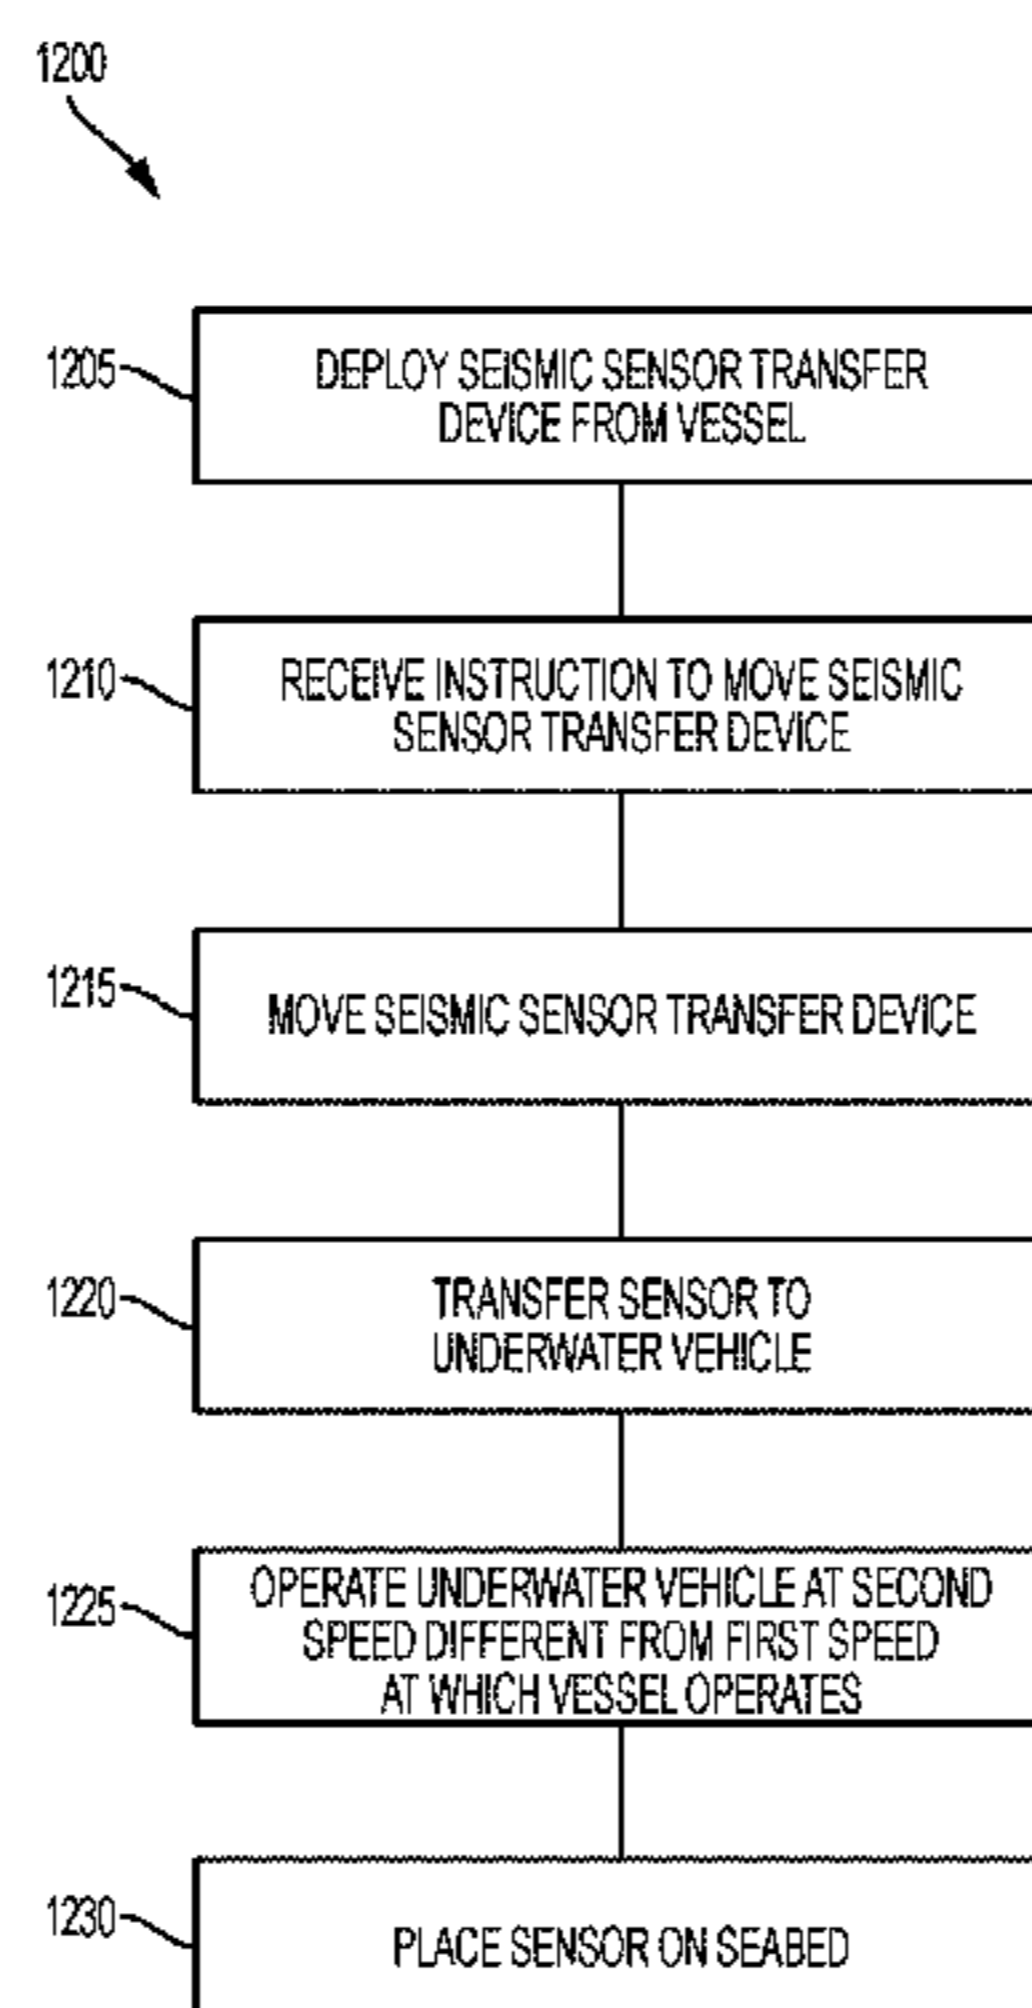 1200
1205
DEPLOY SEISMIC SENSOR TRANSFER
DEVICE FROM VESSEL
1210
RECEIVE INSTRUCTION TO MOVE SEISMIC
SENSOR TRANSFER DEVICE
1215
MOVE SEISMIC SENSOR TRANSFER DEVICE
1220
TRANSFER SENSOR TO
UNDERWATER VEHICLE
1225
OPERATE UNDERWATER VEHICLE AT SECOND
SPEED DIFFERENT FROM FIRST SPEED
AT WHICH VESSEL OPERATES
1230
PLACE SENSOR ON SEABED